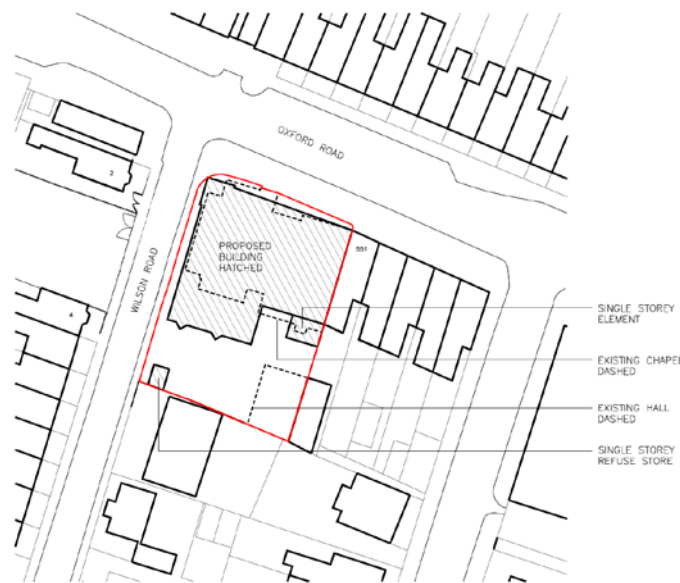 OXFORD ROAD
3
PROPOSED
BUILDING
HATCHED
WILSON ROAD
4
SINGLE STOREY
ELEMENT
EXISTING CHAPEL
DASHED
EXISTING HALL
DASHED
SINGLE STOREY
REFUSE STORE